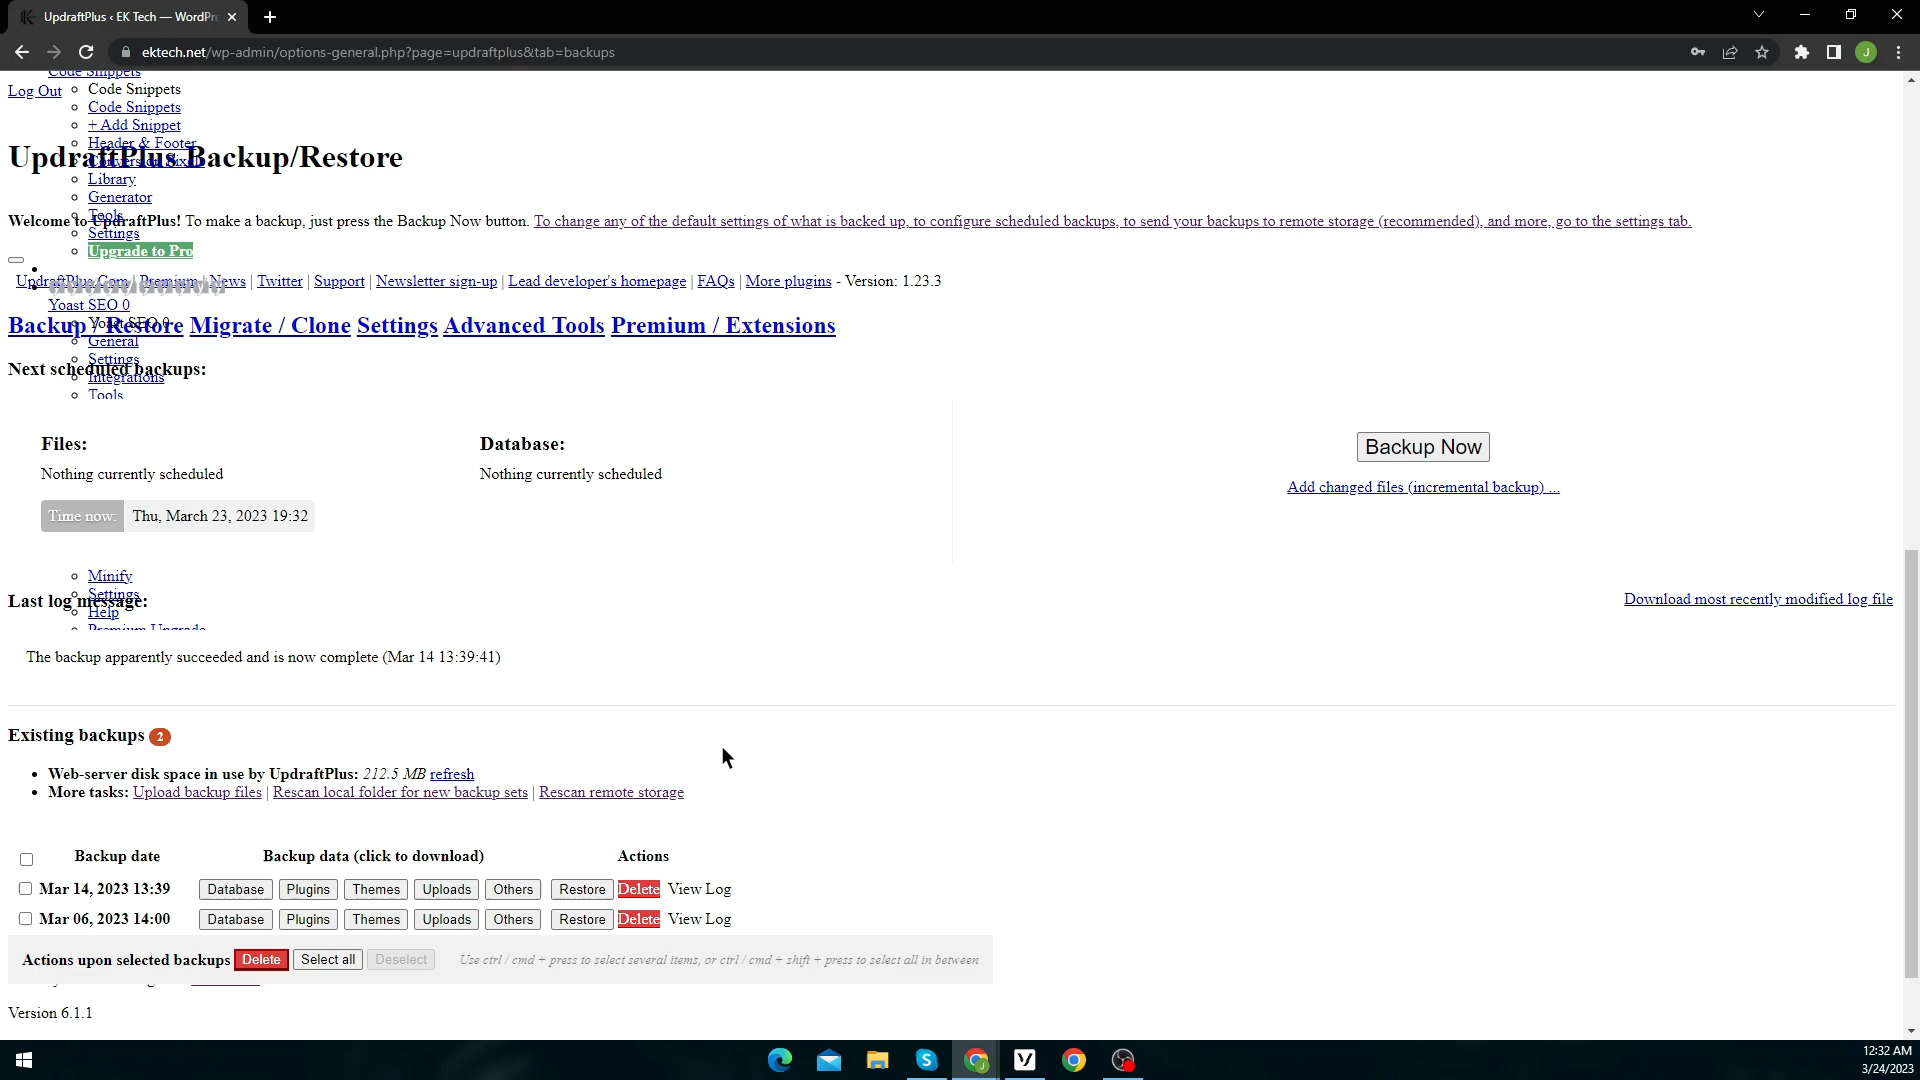 UpdraftPlus ‹ EK Tech — WordPre
ektech.net/wp-admin/options-general.php?page=updraftplus&tab=backups
Code Snippets
Log Out
Code Snippets
Code Snippets
+ Add Snippet
Header & Footer
Conversion Pixels
UpdraftPlus Backup/Restore
Library
Generator
Tools
Welcome to UpdraftPlus! To make a backup, just press the Backup Now button. To change any of the default settings of what is backed up, to configure scheduled backups, to send your backups to remote storage (recommended), and more, go to the settings tab.
Settings
Upgrade to Pro
UpdraftPlus.Com | Premium | News | Twitter | Support | Newsletter sign-up | Lead developer's homepage | FAQs | More plugins - Version: 1.23.3
Yoast SEO 0
Yoast SEO 0
Backup / Restore Migrate / Clone Settings Advanced Tools Premium / Extensions
General
Settings
Next scheduled backups:
Integrations
Tools
Files:
Database:
Backup Now
Nothing currently scheduled
Nothing currently scheduled
Add changed files (incremental backup) ...
Time now: Thu, March 23, 2023 19:32
Minify
Settings
Last log message:
Download most recently modified log file
Help
Premium Upgrade
The backup apparently succeeded and is now complete (Mar 14 13:39:41)
Existing backups 2
Web-server disk space in use by UpdraftPlus: 212.5 MB refresh
More tasks: Upload backup files | Rescan local folder for new backup sets | Rescan remote storage
Backup date Backup data (click to download) Actions
Mar 14, 2023 13:39 Database Plugins Themes Uploads Others Restore Delete View Log
Mar 06, 2023 14:00 Database Plugins Themes Uploads Others Restore Delete View Log
Actions upon selected backups Delete Select all Deselect Use ctrl / cmd + press to select several items, or ctrl / cmd + shift + press to select all in between
Version 6.1.1
12:32 AM
3/24/2023